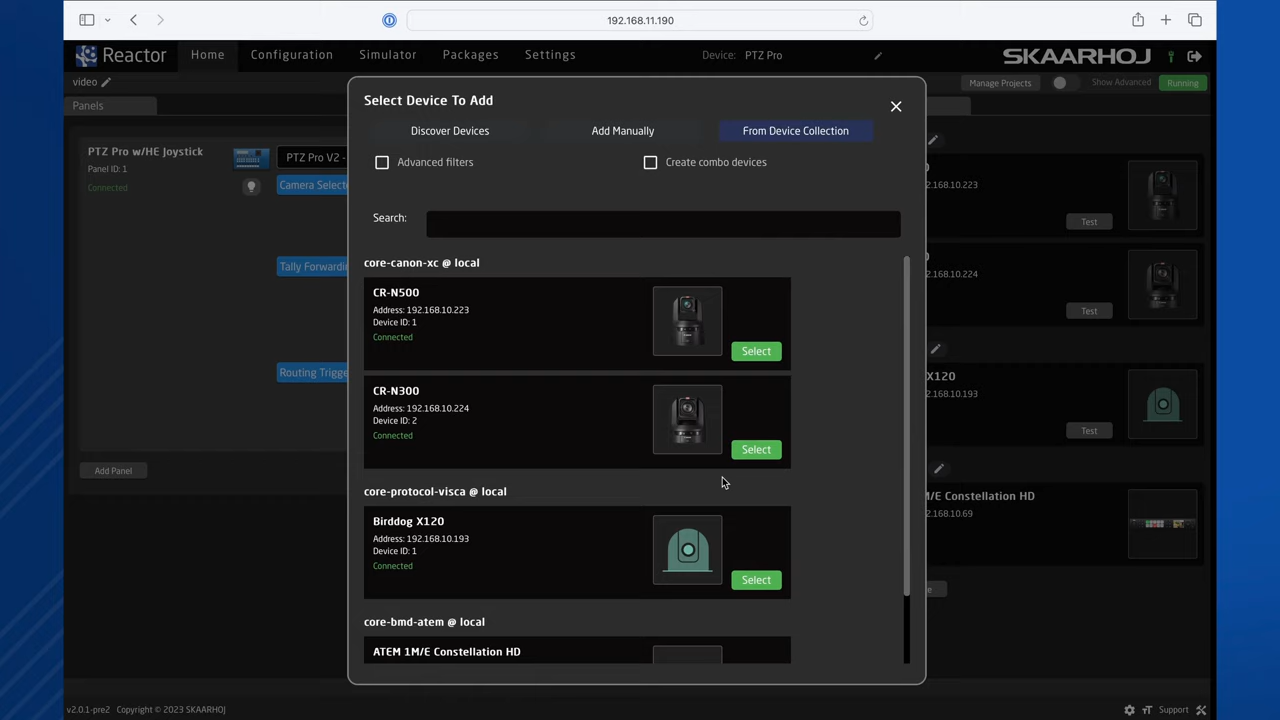 192.168.11.190
Reactor
Home
Configuration
Simulator
Packages
Settings
Device: PTZ Pro
SKAARHOJ
video
Manage Projects
Show Advanced
Running
Panels
PTZ Pro w/HE Joystick
Panel ID: 1
Connected
PTZ Pro V2 -
Camera Selecte
Tally Forwardin
Routing Trigge
Add Panel
Select Device To Add
Discover Devices
Add Manually
From Device Collection
Advanced filters
Create combo devices
Search:
core-canon-xc @ local
CR-N500
Address: 192.168.10.223
Device ID: 1
Connected
Select
CR-N300
Address: 192.168.10.224
Device ID: 2
Connected
Select
core-protocol-visca @ local
Birddog X120
Address: 192.168.10.193
Device ID: 1
Connected
Select
core-bmd-atem @ local
ATEM 1M/E Constellation HD
0
2.168.10.223
Test
0
2.168.10.224
Test
X120
2.168.10.193
Test
M/E Constellation HD
2.168.10.69
e
v2.0.1-pre2 Copyright © 2023 SKAARHOJ
Support